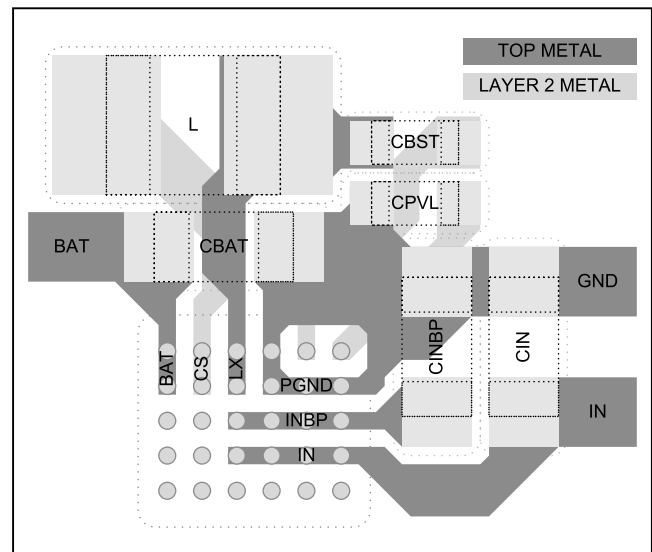 TOP METAL
LAYER 2 METAL
L
CBST
CPVL
BAT
CBAT
GND
CINBP
CIN
BAT
CS
LX
PGND
INBP
IN
IN